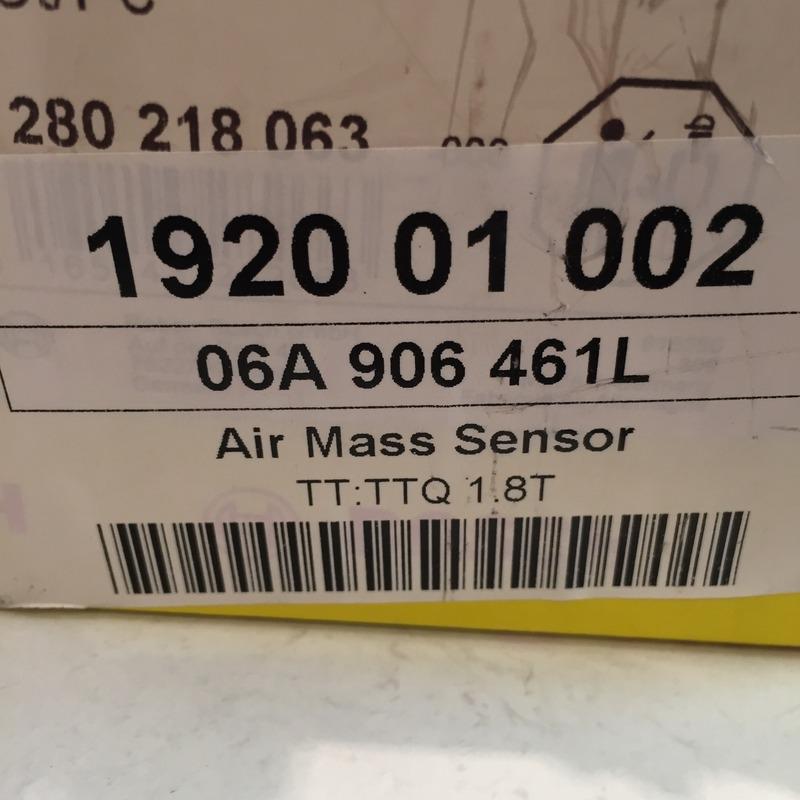 280 218 063
1920 01 002
06A 906 461L
Air Mass Sensor
TT:TTQ 1.8T